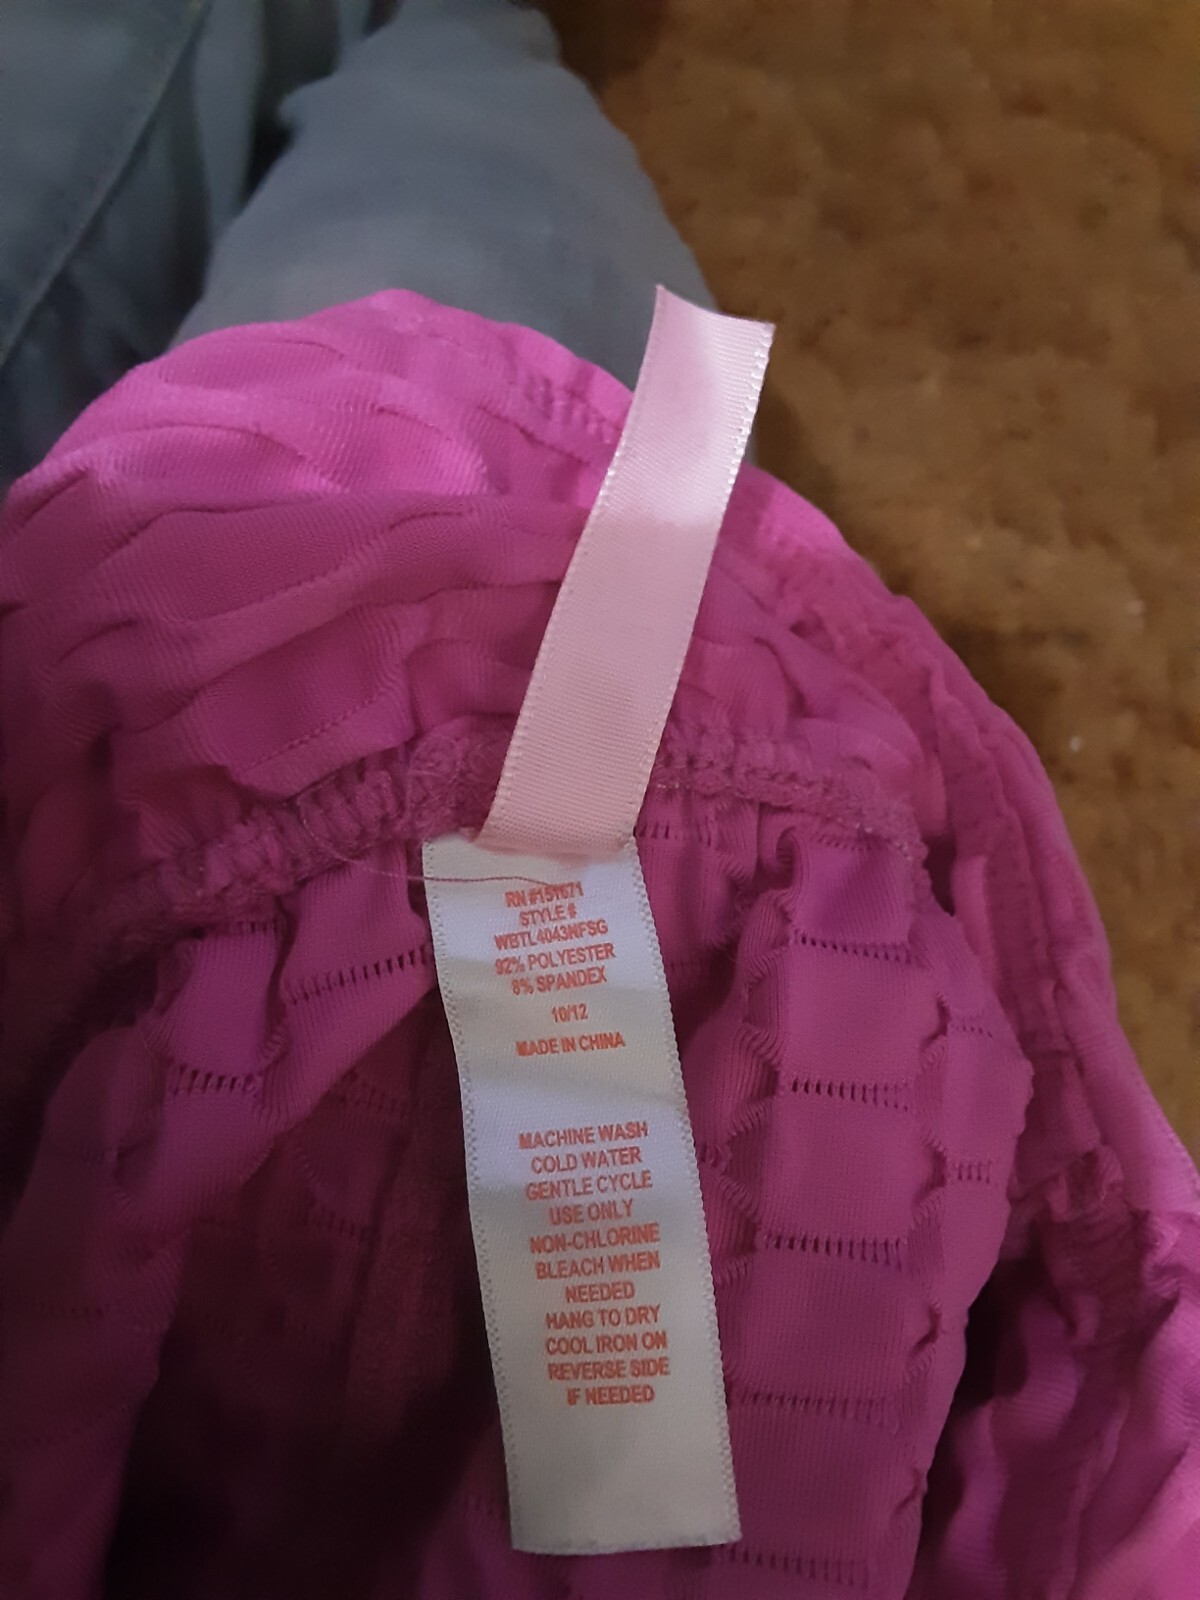 RN #151671
STYLE #
WBTL4043NFSG
92% POLYESTER
8% SPANDEX
10/12
MADE IN CHINA
MACHINE WASH
COLD WATER
GENTLE CYCLE
USE ONLY
NON-CHLORINE
BLEACH WHEN
NEEDED
HANG TO DRY
COOL IRON ON
REVERSE SIDE
IF NEEDED